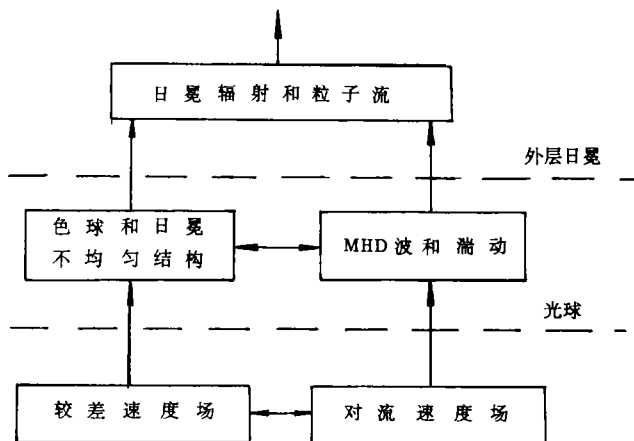 日冕辐射和粒子流
外层日冕
色球和日冕
不均匀结构
MHD波和湍动
光球
较差速度场
对流速度场